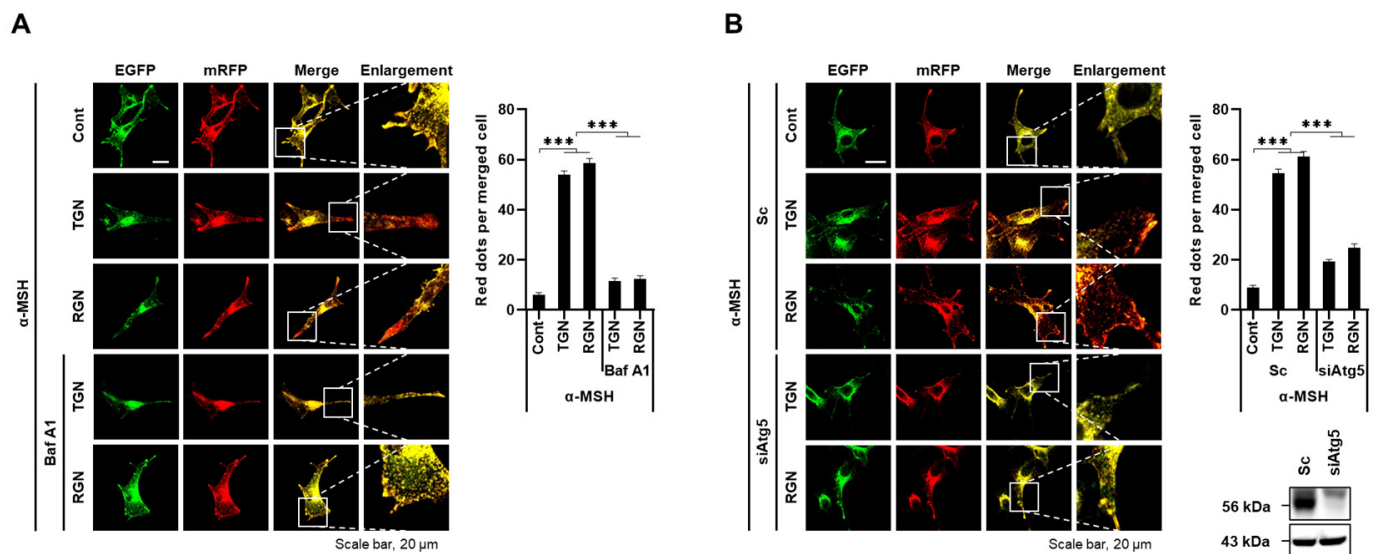 A
EGFP mRFP Merge Enlargement
α-MSH
Cont
TGN
RGN
Baf A1
TGN
RGN
Scale bar, 20 μm
Red dots per merged cell
80
60
40
20
0
*** ***
Cont TGN RGN TGN RGN
Baf A1
α-MSH
B
EGFP mRFP Merge Enlargement
α-MSH
Sc
Cont
TGN
RGN
siAtg5
TGN
RGN
Scale bar, 20 μm
Red dots per merged cell
80
60
40
20
0
*** ***
Cont TGN RGN TGN RGN
Sc siAtg5
α-MSH
Sc siAtg5
56 kDa
43 kDa